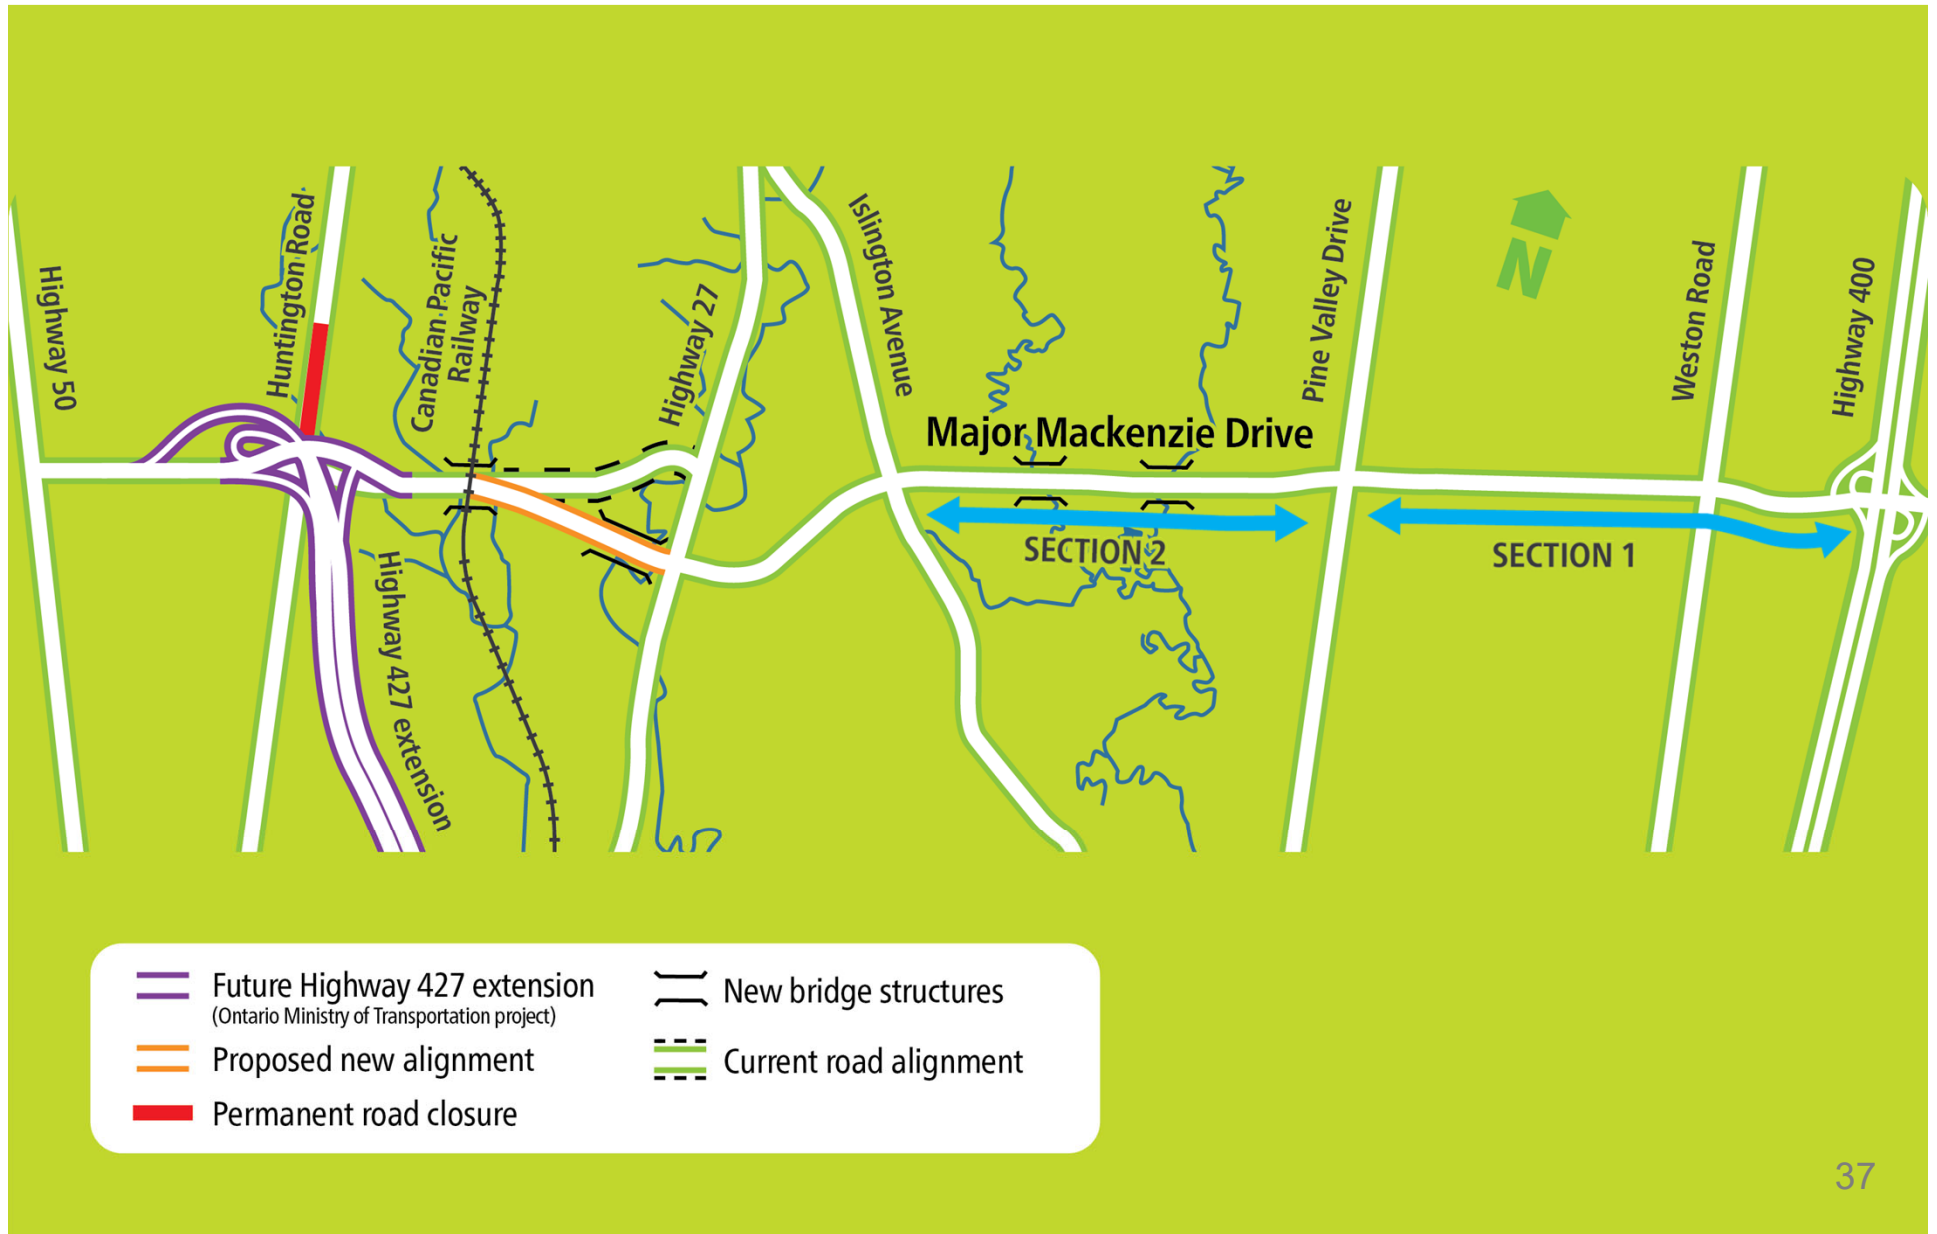 Highway 50
Huntington Road
Canadian Pacific
Railway
Highway 27
Islington Avenue
Pine Valley Drive
N
Weston Road
Highway 400
Major Mackenzie Drive
SECTION 2
SECTION 1
Highway 427 extension
Future Highway 427 extension
(Ontario Ministry of Transportation project)
Proposed new alignment
Permanent road closure
New bridge structures
Current road alignment
37